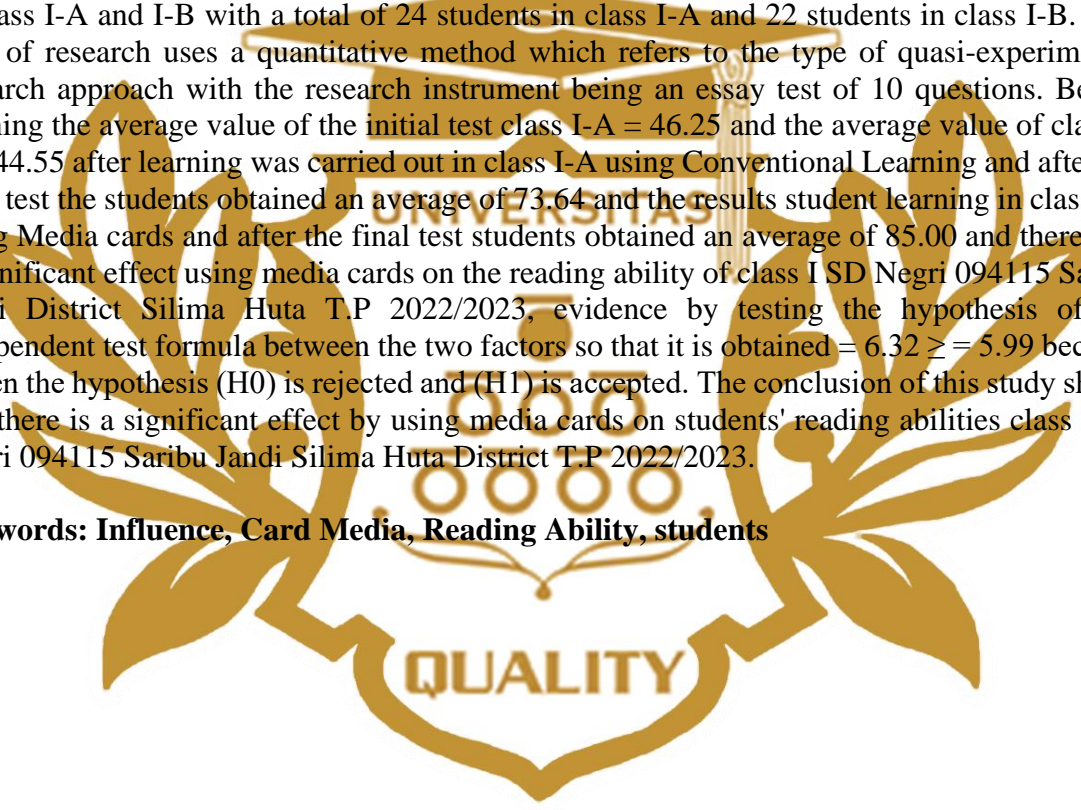 ass I-A and I-B with a total of 24 students in class I-A and 22 students in class I-B.
of research uses a quantitative method which refers to the type of quasi-experim
arch approach with the research instrument being an essay test of 10 questions. Be
ning the average value of the initial test class I-A = 46.25 and the average value of cla
44.55 after learning was carried out in class I-A using Conventional Learning and afte
test the students obtained an average of 73.64 and the results student learning in clas
UNIVERSITAS
g Media cards and after the final test students obtained an average of 85.00 and there
gnificant effect using media cards on the reading ability of class I SD Negri 094115 Sa
i District Silima Huta T.P 2022/2023, evidence by testing the hypothesis of
pendent test formula between the two factors so that it is obtained = 6.32 ≥ = 5.99 bec
en the hypothesis (H0) is rejected and (H1) is accepted. The conclusion of this study sh
there is a significant effect by using media cards on students' reading abilities class
ri 094115 Saribu Jandi Silima Huta District T.P 2022/2023.
words: Influence, Card Media, Reading Ability, students
QUALITY